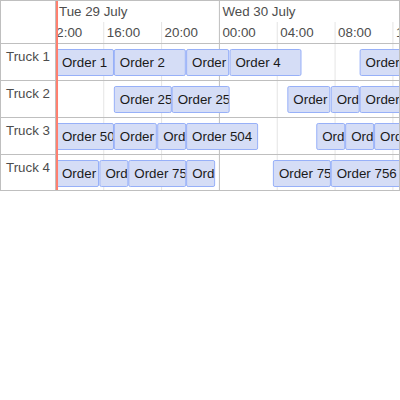 Tue 29 July Wed 30 July
2:00 16:00 20:00 00:00 04:00 08:00
Truck 1 Order 1 Order 2 Order Order 4 Order
Truck 2 Order 25 Order 25 Order Ord Order
Truck 3 Order 50 Order Ord Order 504 Ord Ord Ord
Truck 4 Order Ord Order 75 Ord Order 75 Order 756